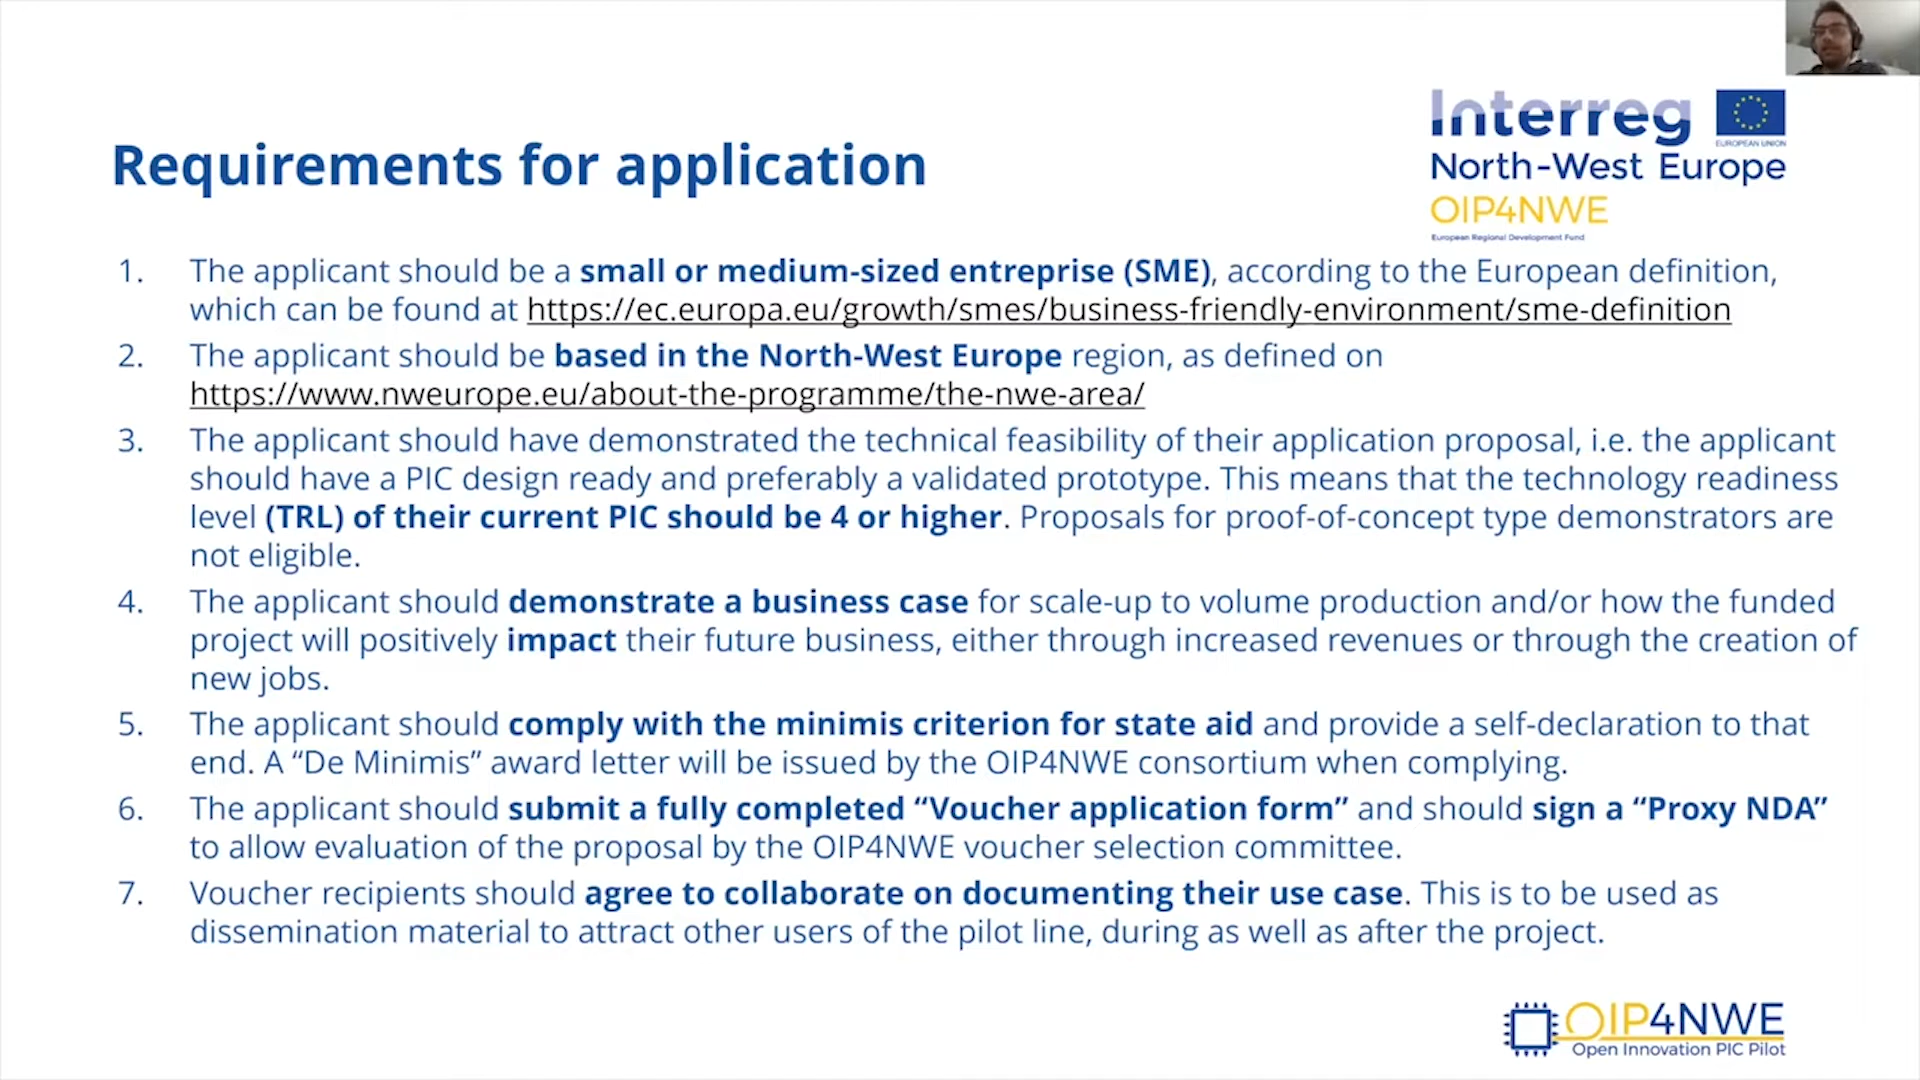 Interreg
EUROPEAN UNION
North-West Europe
OIP4NWE
European Regional Development Fund
Requirements for application
1. The applicant should be a small or medium-sized entreprise (SME), according to the European definition,
which can be found at https://ec.europa.eu/growth/smes/business-friendly-environment/sme-definition
2. The applicant should be based in the North-West Europe region, as defined on
https://www.nweurope.eu/about-the-programme/the-nwe-area/
3. The applicant should have demonstrated the technical feasibility of their application proposal, i.e. the applicant
should have a PIC design ready and preferably a validated prototype. This means that the technology readiness
level (TRL) of their current PIC should be 4 or higher. Proposals for proof-of-concept type demonstrators are
not eligible.
4. The applicant should demonstrate a business case for scale-up to volume production and/or how the funded
project will positively impact their future business, either through increased revenues or through the creation of
new jobs.
5. The applicant should comply with the minimis criterion for state aid and provide a self-declaration to that
end. A “De Minimis” award letter will be issued by the OIP4NWE consortium when complying.
6. The applicant should submit a fully completed “Voucher application form” and should sign a “Proxy NDA”
to allow evaluation of the proposal by the OIP4NWE voucher selection committee.
7. Voucher recipients should agree to collaborate on documenting their use case. This is to be used as
dissemination material to attract other users of the pilot line, during as well as after the project.
OIP4NWE
Open Innovation PIC Pilot